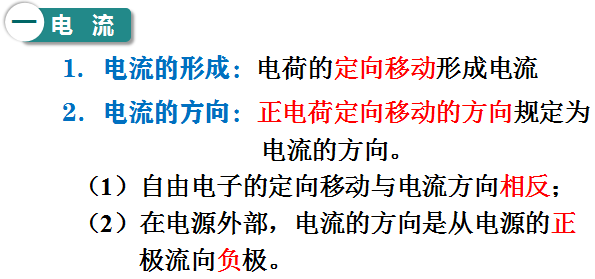 一 电 流
1. 电流的形成：电荷的定向移动形成电流
2. 电流的方向：正电荷定向移动的方向规定为
电流的方向。
（1）自由电子的定向移动与电流方向相反；
（2）在电源外部，电流的方向是从电源的正
极流向负极。